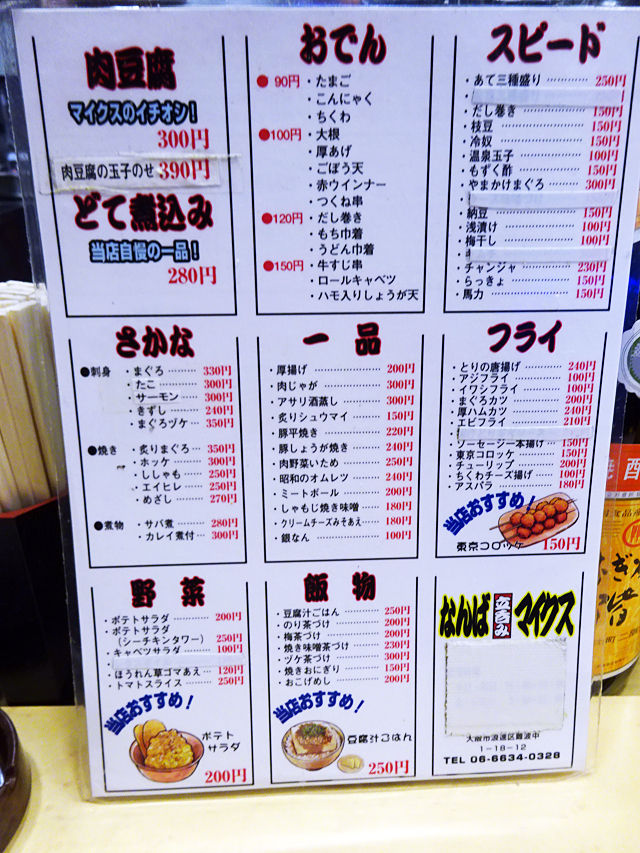 肉豆腐
マイクスのイチオシ!
300円
肉豆腐の玉子のせ 390円
どて煮込み
当店自慢の一品!
280円
おでん
●90円・たまご
・こんにゃく
・ちくわ
●100円・大根
・厚あげ
・ごぼう天
・赤ウインナー
・つくね串
●120円・だし巻き
・もち巾着
・うどん巾着
●150円・牛すじ串
・ロールキャベツ
・ハモ入りしょうが天
スピード
・あて三種盛り 250円
・だし巻き 150円
・枝豆 150円
・冷奴 150円
・温泉玉子 100円
・もずく酢 150円
・やまかけまぐろ 300円
・納豆 150円
・浅漬け 100円
・梅干し 100円
・チャンジャ 230円
・らっきょ 150円
・馬力 150円
さかな
●刺身 ・まぐろ 330円
・たこ 300円
・サーモン 300円
・きずし 240円
・まぐろヅケ 350円
●焼き ・炙りまぐろ 350円
・ホッケ 300円
・ししゃも 250円
・エイヒレ 250円
・めざし 270円
●煮物 ・サバ煮 280円
・カレイ煮付 300円
一品
・厚揚げ 200円
・肉じゃが 300円
・アサリ酒蒸し 300円
・炙りシュウマイ 150円
・豚平焼き 220円
・豚しょうが焼き 240円
・肉野菜いため 250円
・昭和のオムレツ 240円
・ミートボール 200円
・しゃもじ焼き味噌 180円
・クリームチーズみそあえ 180円
・銀なん 180円
フライ
・とりの唐揚げ 240円
・アジフライ 100円
・イワシフライ 100円
・まぐろカツ 200円
・厚ハムカツ 240円
・エビフライ 210円
・ソーセージ一本揚げ 150円
・東京コロッケ 150円
・チューリップ 200円
・ちくわチーズ揚げ 100円
・アスパラ 180円
当店おすすめ!
東京コロッケ 150円
野菜
・ポテトサラダ 200円
・ポテトサラダ
(シーチキンタワー) 250円
・キャベツサラダ 100円
・ほうれん草ゴマあえ 120円
・トマトスライス 250円
当店おすすめ!
ポテト
サラダ
200円
飯物
・豆腐汁ごはん 250円
・のり茶づけ 200円
・梅茶づけ 200円
・焼き味噌茶づけ 230円
・ヅケ茶づけ 300円
・焼きおにぎり 150円
・おこげめし 200円
当店おすすめ!
豆腐汁ごはん
250円
なんば 立呑み マイクス
大阪市浪速区難波中
1-18-12
TEL 06-6634-0328